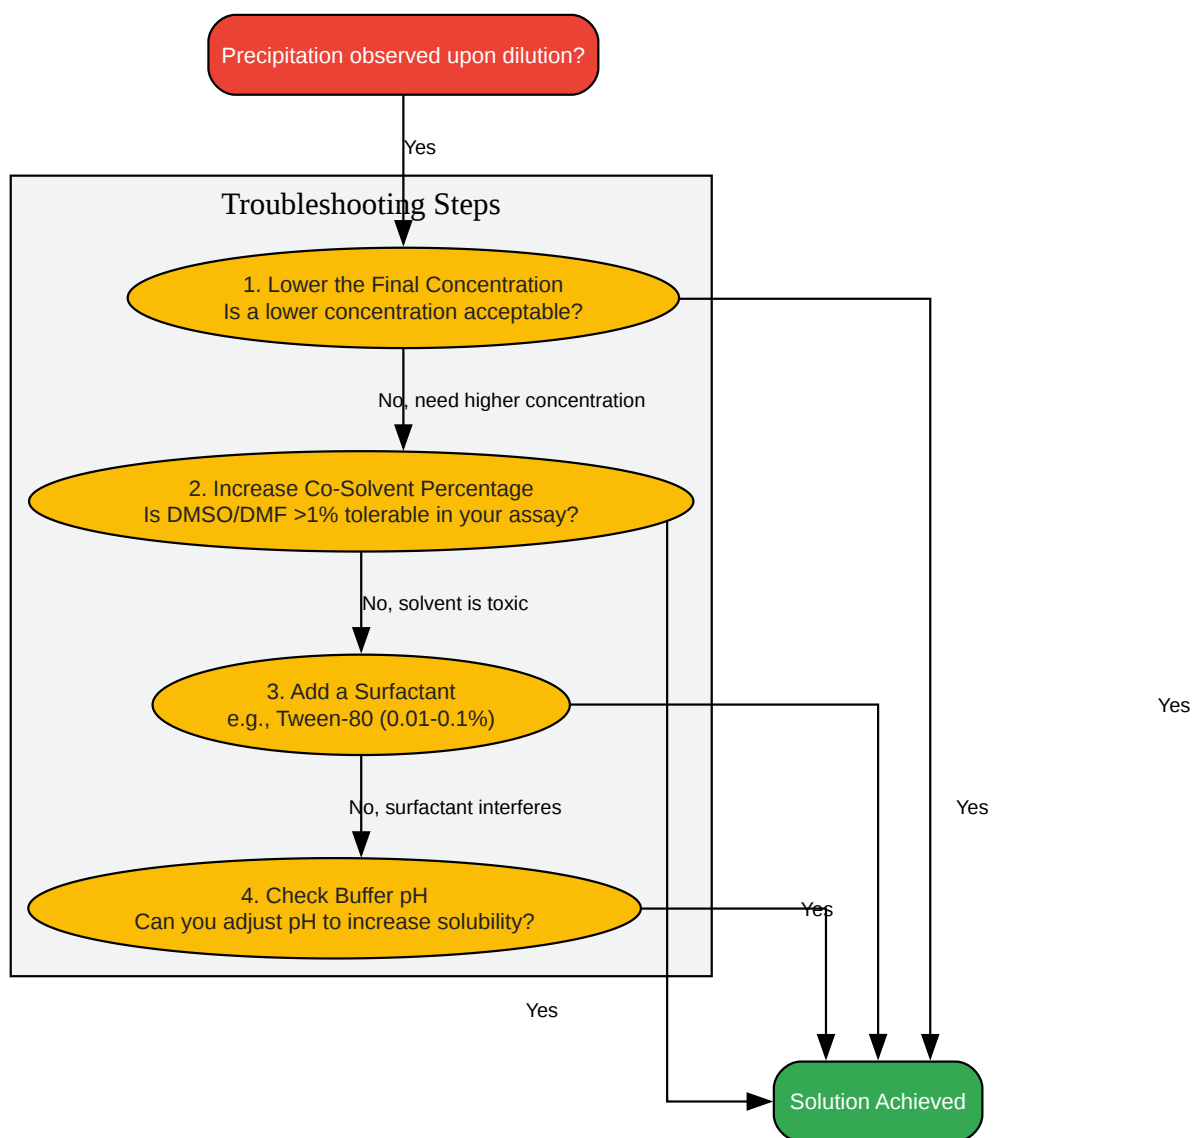 Precipitation observed upon dilution?
Yes
Troubleshooting Steps
1. Lower the Final Concentration
Is a lower concentration acceptable?
No, need higher concentration
2. Increase Co-Solvent Percentage
Is DMSO/DMF >1% tolerable in your assay?
No, solvent is toxic
3. Add a Surfactant
e.g., Tween-80 (0.01-0.1%)
Yes
No, surfactant interferes
Yes
4. Check Buffer pH
Can you adjust pH to increase solubility?
Yes
Yes
Solution Achieved